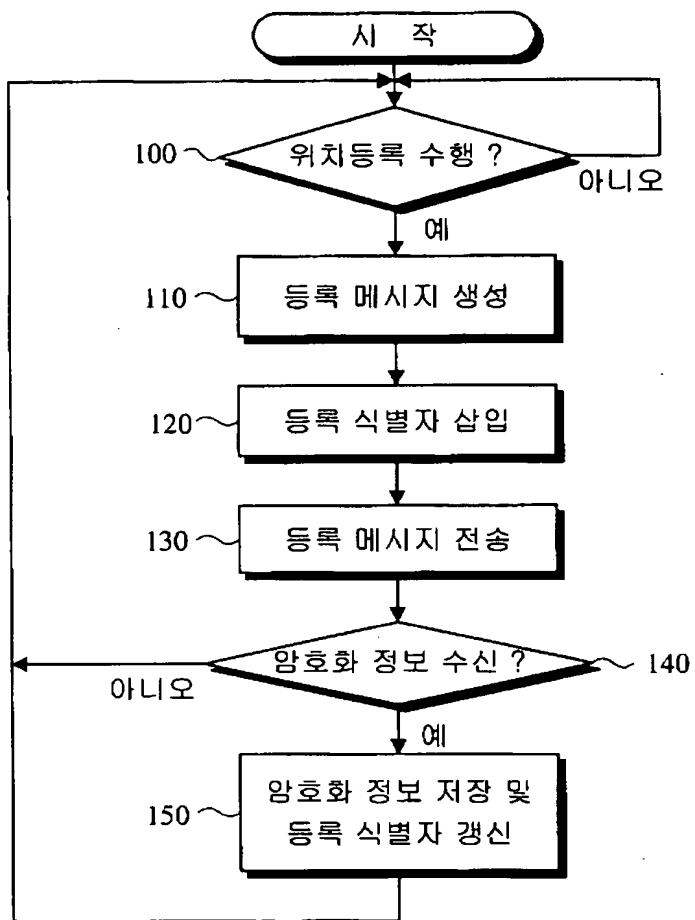 시 작
100
위치등록 수행 ?
아니오
예
110
등록 메시지 생성
120
등록 식별자 삽입
130
등록 메시지 전송
암호화 정보 수신 ?
140
아니오
예
150
암호화 정보 저장 및
등록 식별자 갱신